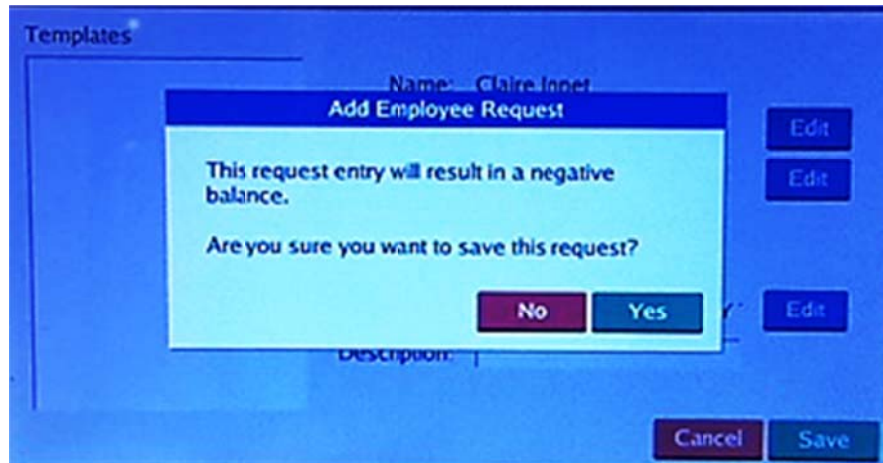 Templates
Name: Claire Innet
Add Employee Request
Edit
This request entry will result in a negative
balance.
Edit
Are you sure you want to save this request?
No
Yes
Edit
Description:
Cancel
Save